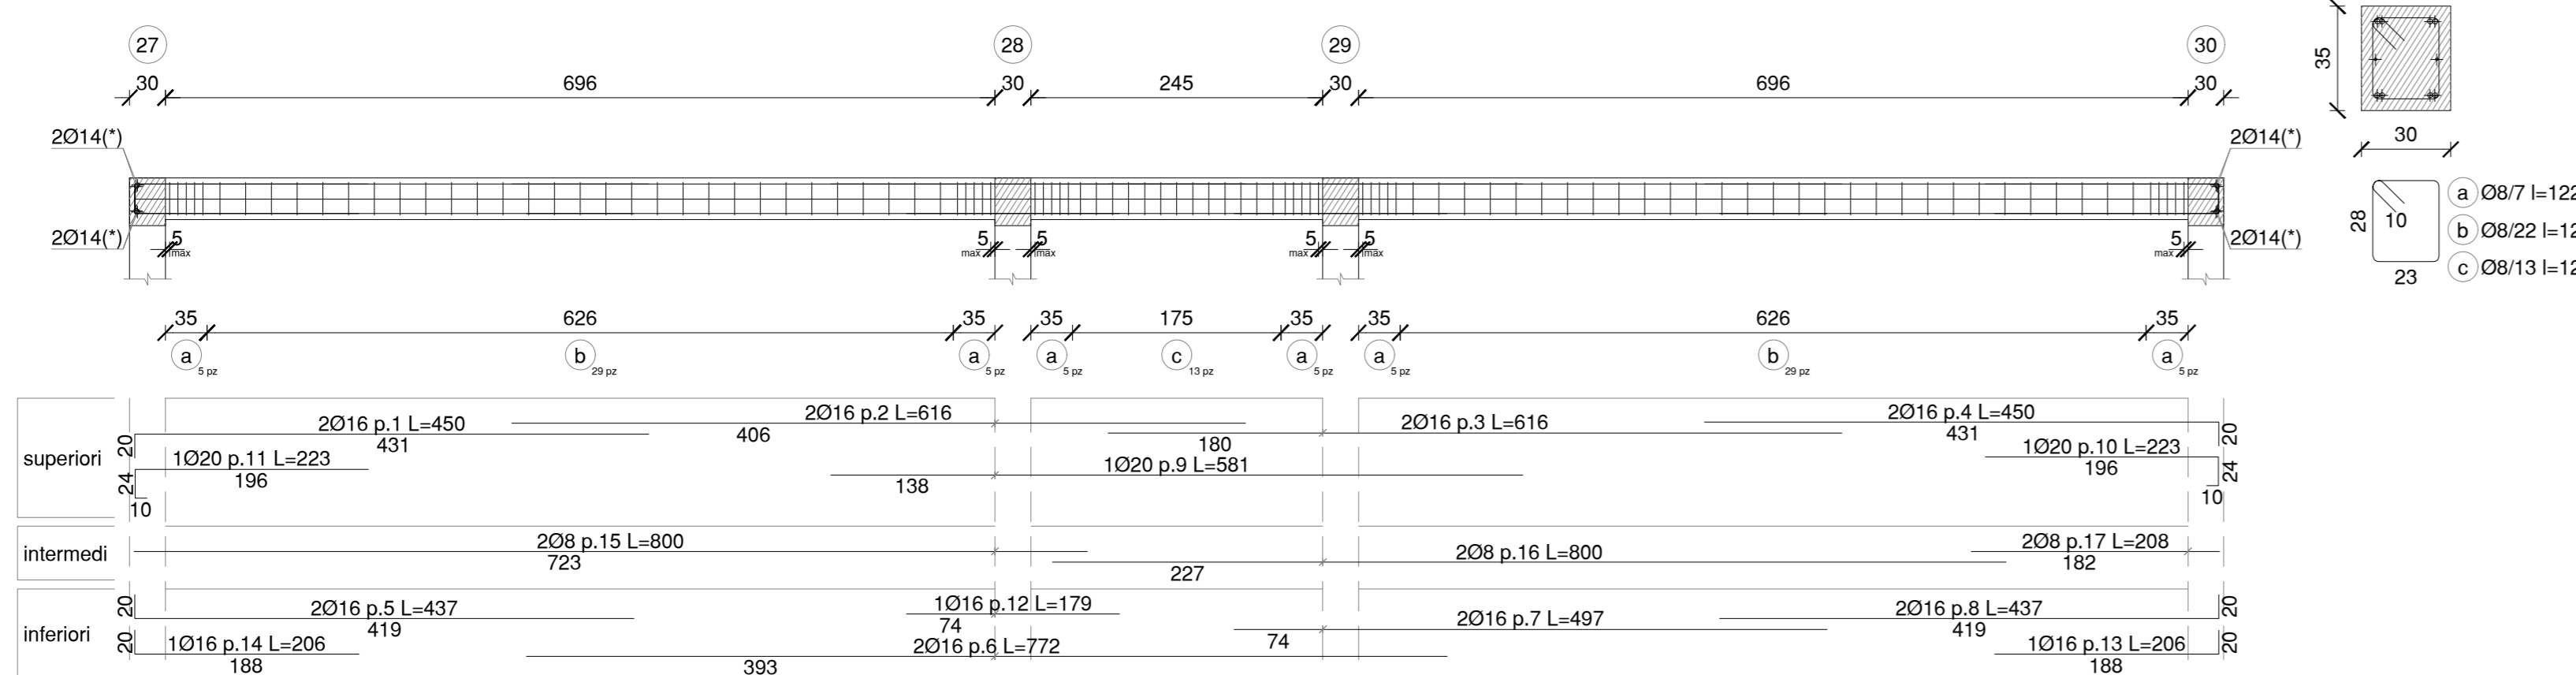 27 28 29 30
30 696 30 245 30 696 30
35
30
2Ø14(*) 2Ø14(*)
2Ø14(*) 2Ø14(*)
5 max 5 max 5 max 5 max 5 max 5 max
28 10 23
a Ø8/7 l=122
b Ø8/22 l=12
c Ø8/13 l=12
35 626 35 35 175 35 35 626 35
a 5 pz b 29 pz a 5 pz a 5 pz c 13 pz a 5 pz a 5 pz b 29 pz a 5 pz
superiori
20 2Ø16 p.1 L=450 2Ø16 p.2 L=616 2Ø16 p.3 L=616 2Ø16 p.4 L=450 20
431 406 180 431
24 1Ø20 p.11 L=223 1Ø20 p.9 L=581 1Ø20 p.10 L=223 24
196 138 196
10 10
intermedi
2Ø8 p.15 L=800 2Ø8 p.16 L=800 2Ø8 p.17 L=208
723 227 182
inferiori
20 2Ø16 p.5 L=437 1Ø16 p.12 L=179 2Ø16 p.7 L=497 2Ø16 p.8 L=437 20
419 74 74 419
20 1Ø16 p.14 L=206 2Ø16 p.6 L=772 1Ø16 p.13 L=206 20
188 393 188